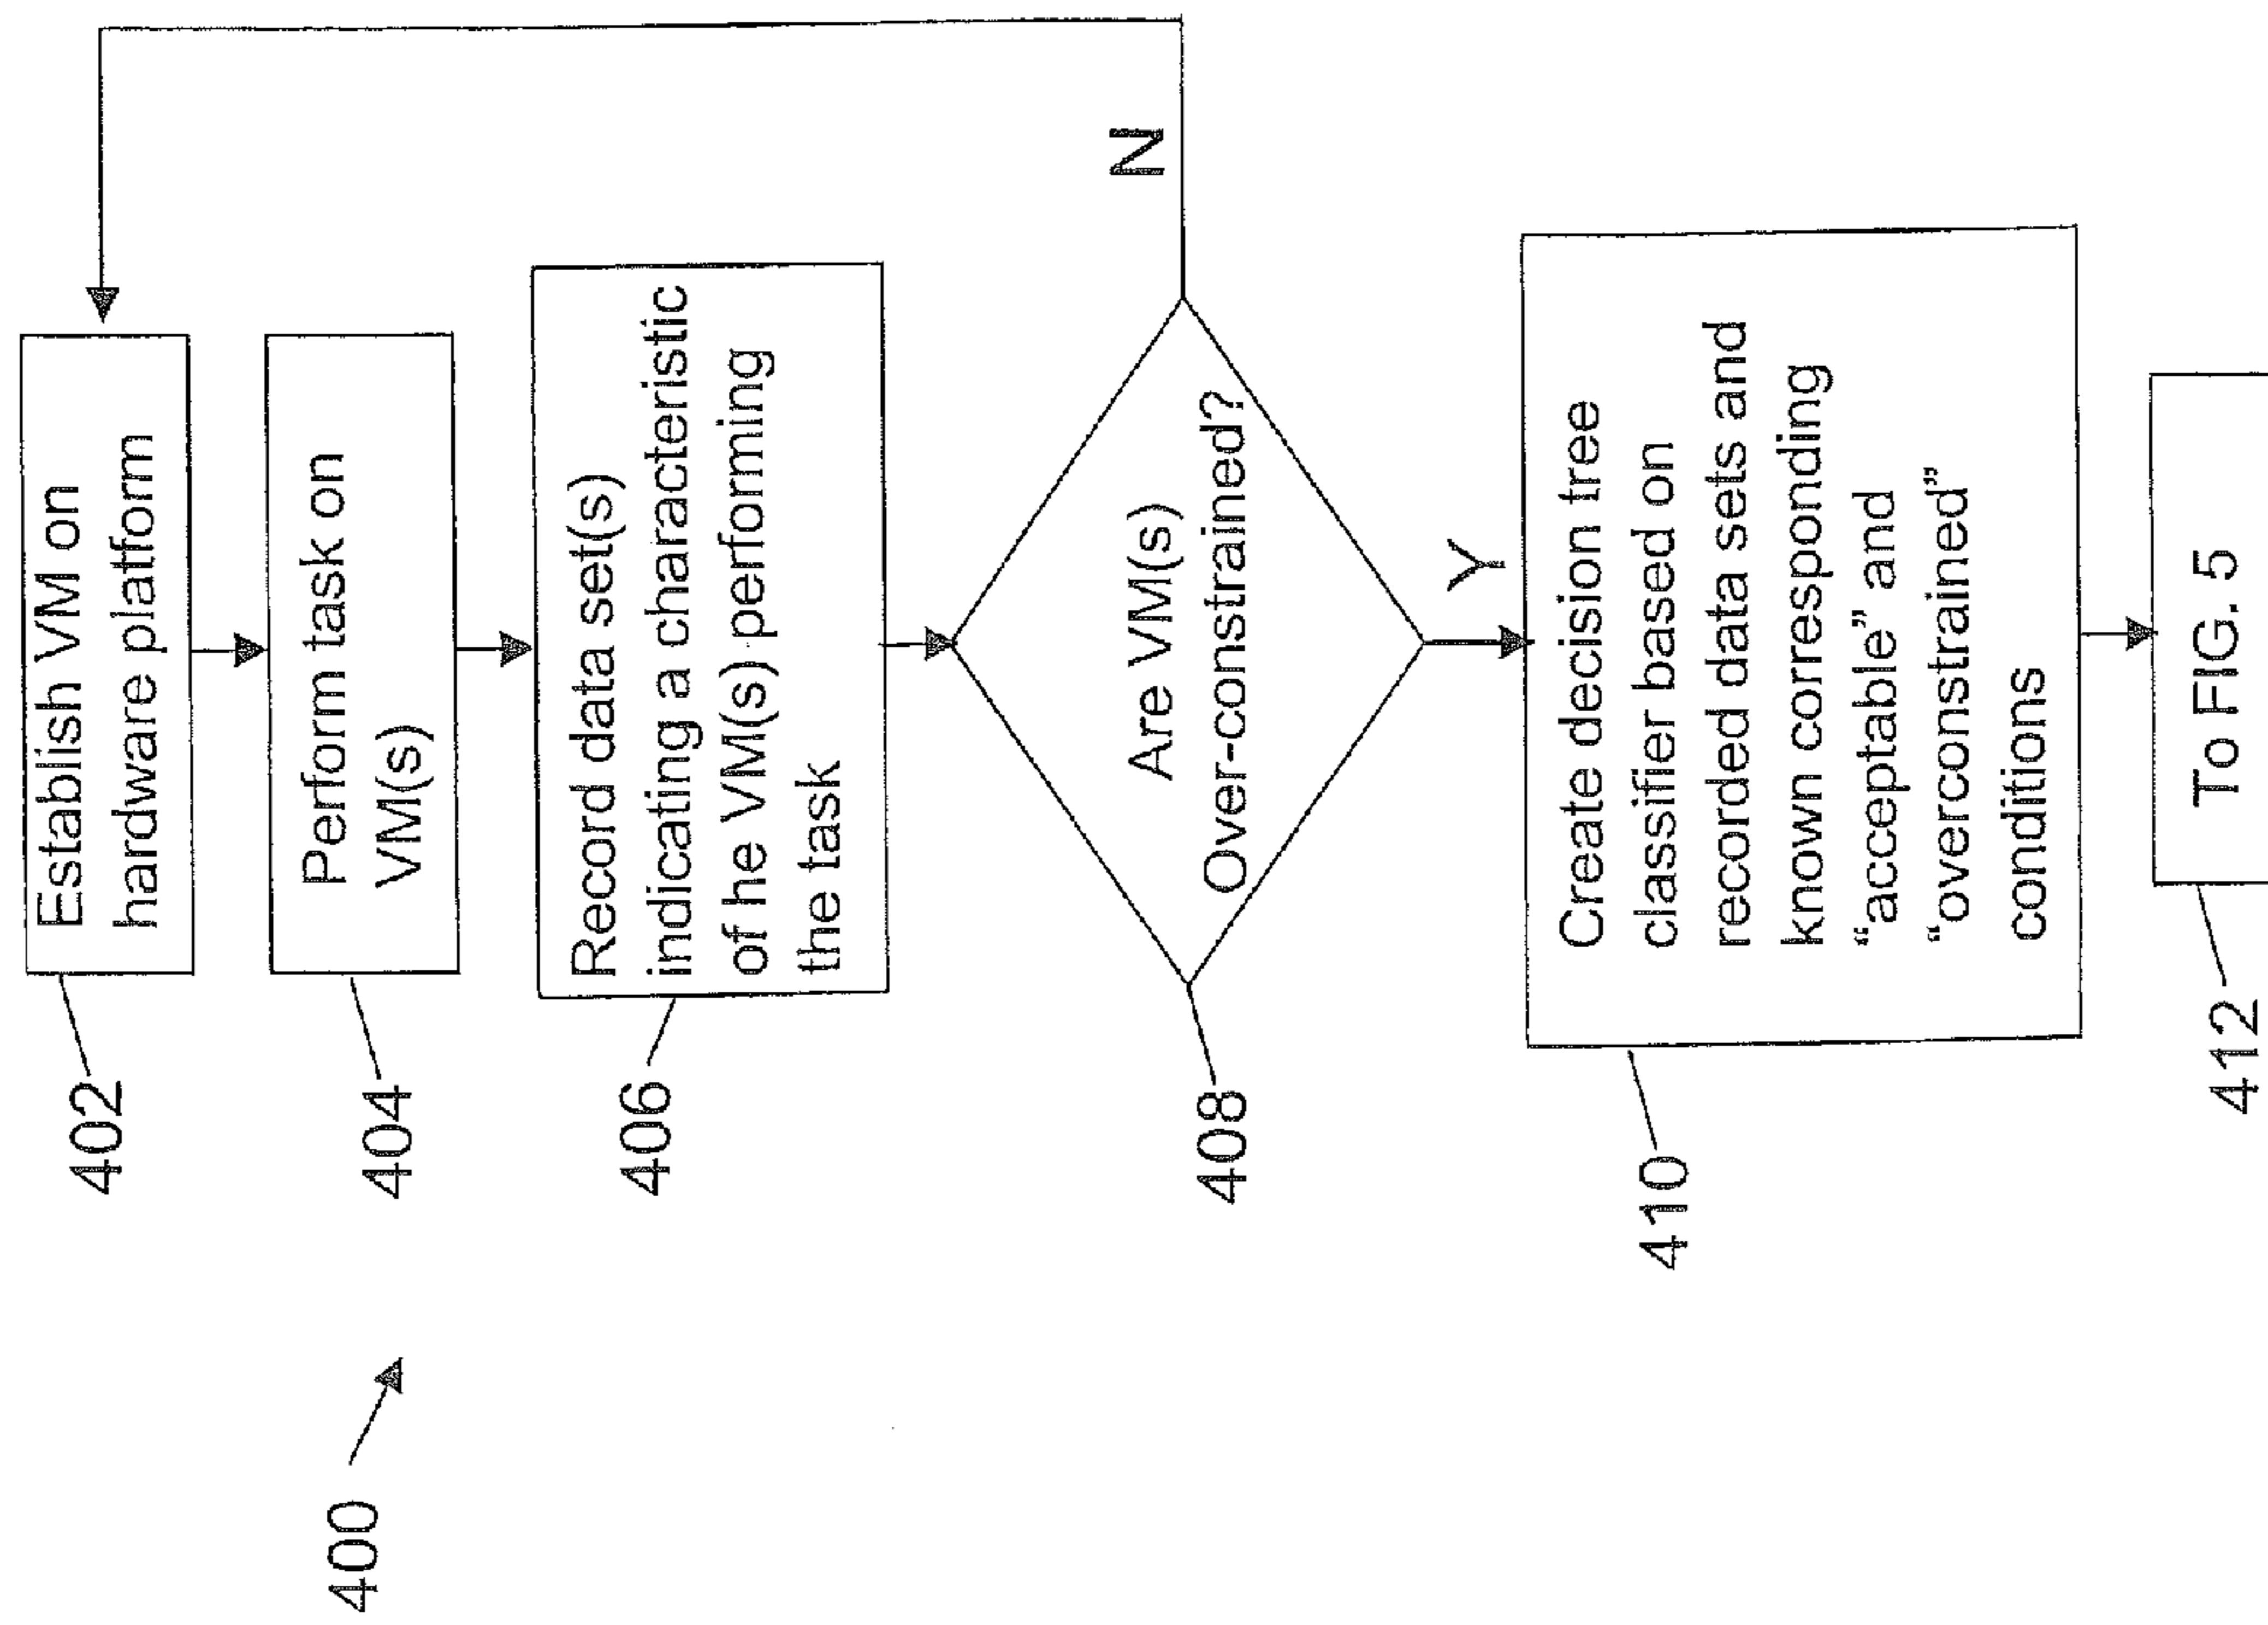 400
402
Establish VM on
hardware platform
404
Perform task on
VM(s)
406
Record data set(s)
indicating a characteristic
of he VM(s) performing
the task
408
Are VM(s)
Over-constrained?
N
Y
410
Create decision tree
classifier based on
recorded data sets and
known corresponding
“acceptable” and
“overconstrained”
conditions
412
To FIG. 5